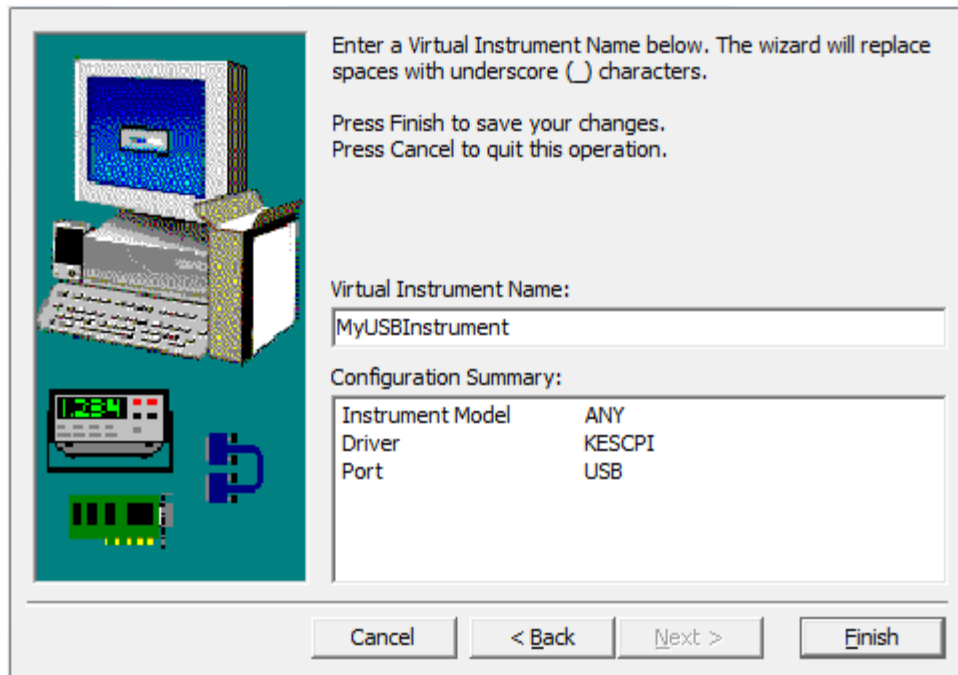 Enter a Virtual Instrument Name below. The wizard will replace
spaces with underscore (_) characters.
Press Finish to save your changes.
Press Cancel to quit this operation.
Virtual Instrument Name:
MyUSBInstrument
Configuration Summary:
Instrument Model ANY
Driver KESCPI
Port USB
1.234
Cancel < Back Next > Finish